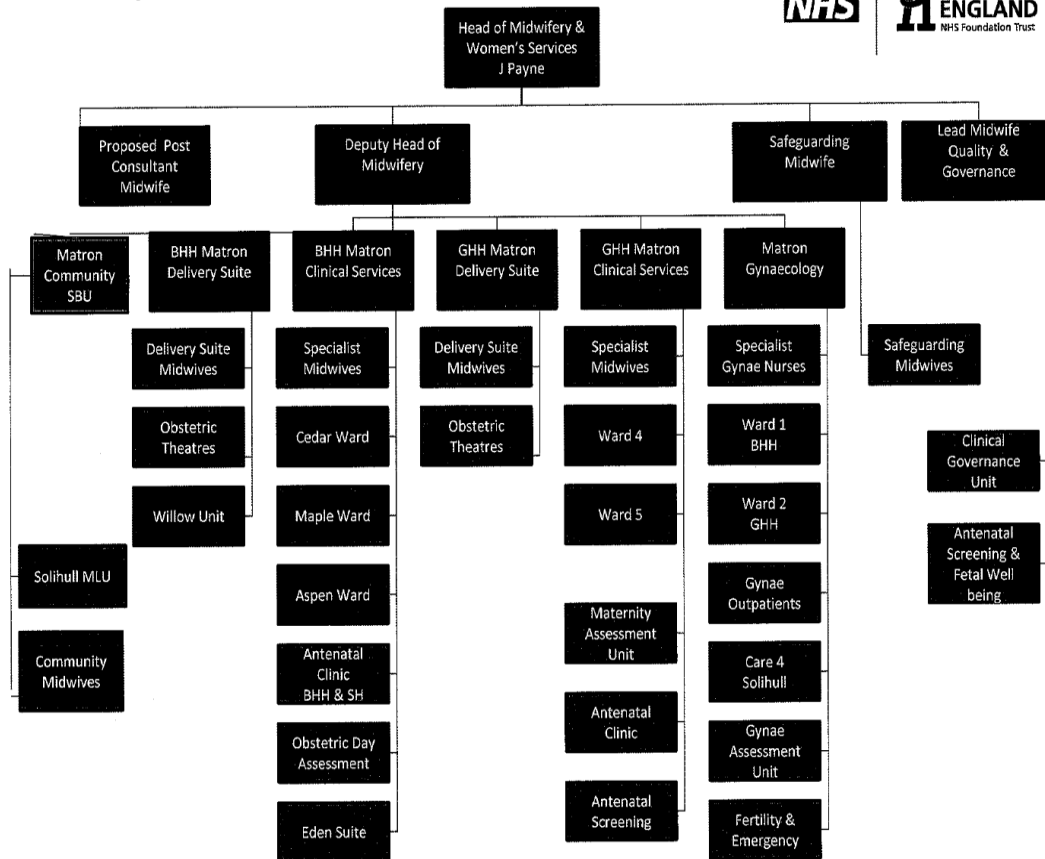 NHS
ENGLAND
NHS Foundation Trust
Head of Midwifery &
Women's Services
J Payne
Proposed Post
Consultant
Midwife
Deputy Head of
Midwifery
Safeguarding
Midwife
Lead Midwife
Quality &
Governance
Matron
Community
SBU
BHH Matron
Delivery Suite
BHH Matron
Clinical Services
GHH Matron
Delivery Suite
GHH Matron
Clinical Services
Matron
Gynaecology
Delivery Suite
Midwives
Obstetric
Theatres
Willow Unit
Solihull MLU
Community
Midwives
Specialist
Midwives
Cedar Ward
Maple Ward
Aspen Ward
Antenatal
Clinic
BHH & SH
Obstetric Day
Assessment
Eden Suite
Delivery Suite
Midwives
Obstetric
Theatres
Specialist
Midwives
Ward 4
Ward 5
Maternity
Assessment
Unit
Antenatal
Clinic
Antenatal
Screening
Specialist
Gynae Nurses
Ward 1
BHH
Ward 2
GHH
Gynae
Outpatients
Care 4
Solihull
Gynae
Assessment
Unit
Fertility &
Emergency
Safeguarding
Midwives
Clinical
Governance
Unit
Antenatal
Screening &
Fetal Well
being